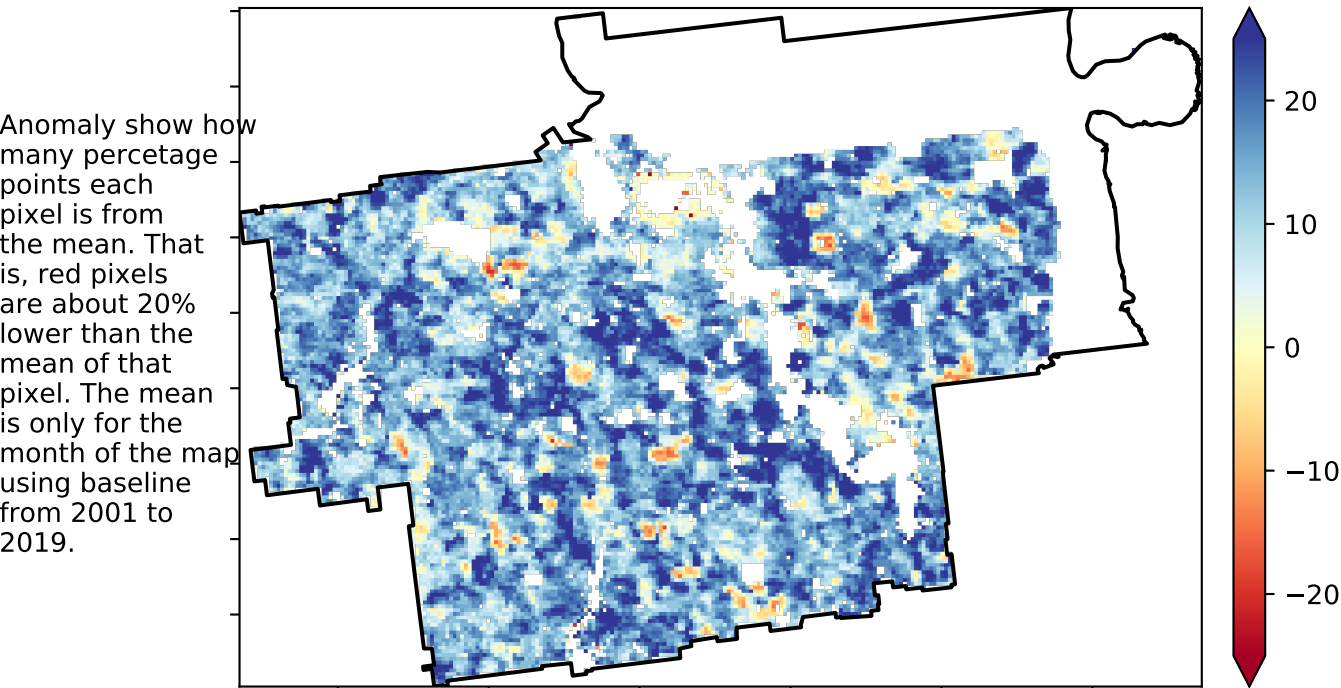 Anomaly show how
many percetage
points each
pixel is from
the mean. That
is, red pixels
are about 20%
lower than the
mean of that
pixel. The mean
is only for the
month of the map
using baseline
from 2001 to
2019.
20
10
0
−10
−20